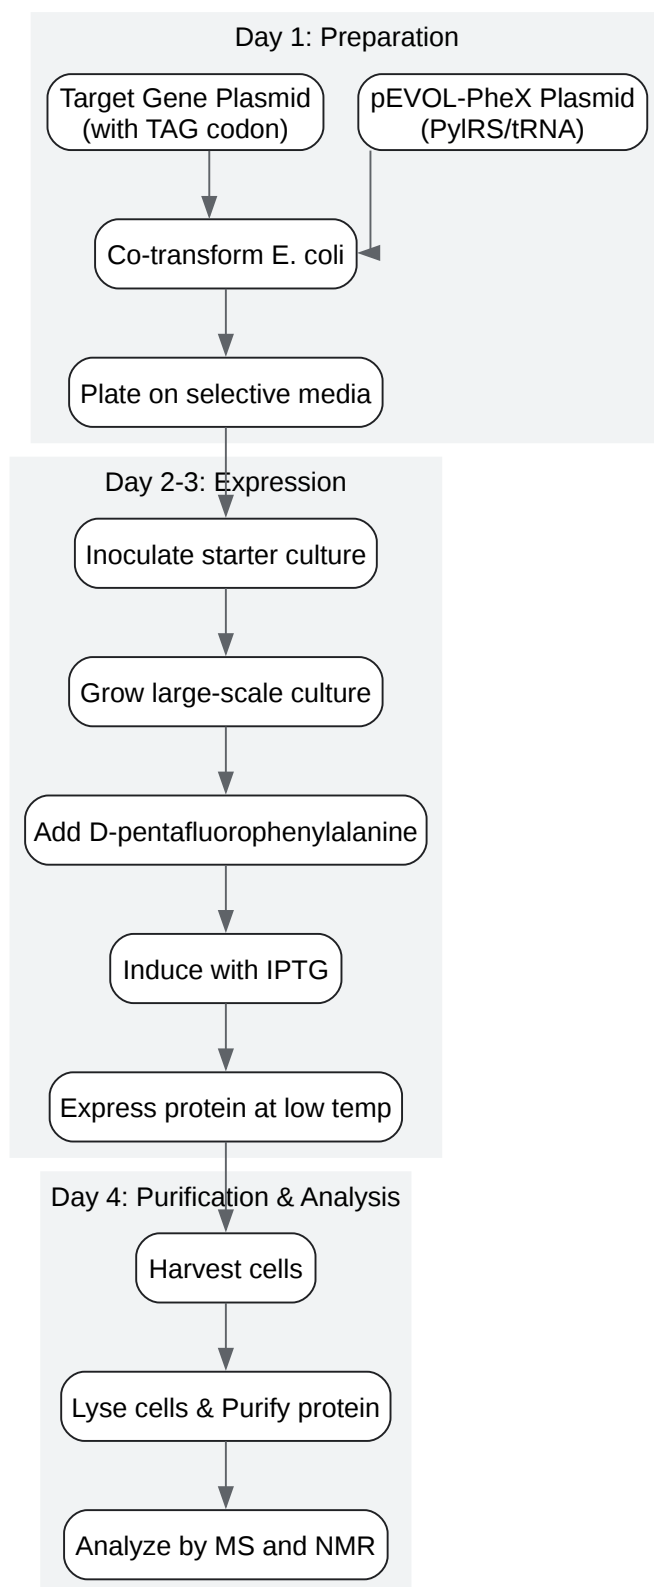 Day 1: Preparation
Target Gene Plasmid
(with TAG codon)
pEVOL-PheX Plasmid
(PylRS/tRNA)
Co-transform E. coli
Plate on selective media
Day 2-3: Expression
Inoculate starter culture
Grow large-scale culture
Add D-pentafluorophenylalanine
Induce with IPTG
Express protein at low temp
Day 4: Purification & Analysis
Harvest cells
Lyse cells & Purify protein
Analyze by MS and NMR